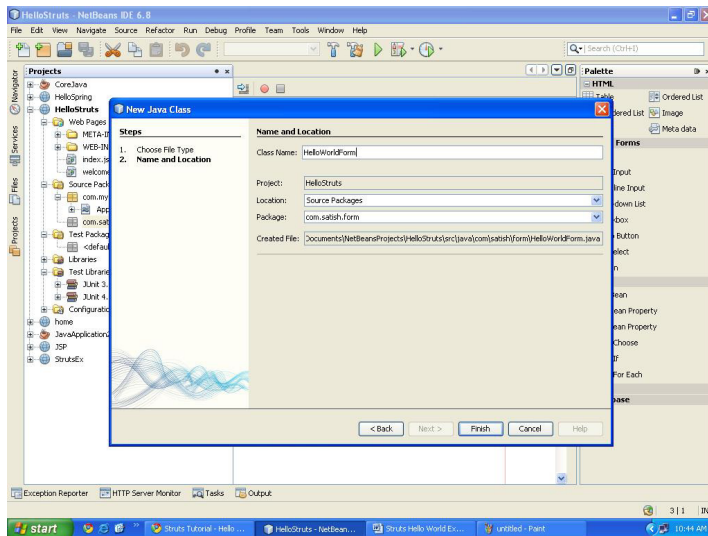 HelloStruts - NetBeans IDE 6.8
File Edit View Navigate Source Refactor Run Debug Profile Team Tools Window Help
Search (Ctrl+I)
Projects
Navigator
Services
Files
Projects
CoreJava
HelloSpring
HelloStruts
Web Pages
META-I
WEB-IN
index.js
welcome
Source Pack
com.my
App
com.sat
Test Packag
<defaul
Libraries
Test Librarie
JUnit 3.
JUnit 4.
Configuratio
home
JavaApplication2
JSP
StrutsEx
New Java Class
Steps
1. Choose File Type
2. Name and Location
Name and Location
Class Name: HelloWorldForm
Project: HelloStruts
Location: Source Packages
Package: com.satish.form
Created File: Documents\NetBeansProjects\HelloStruts\src\java\com\satish\form\HelloWorldForm.java
< Back Next > Finish Cancel Help
Palette
HTML
Table Ordered List
dered List Image
Meta data
Forms
Input
line Input
down List
kbox
Button
elect
n
ean
ean Property
ean Property
Choose
If
For Each
base
Exception Reporter HTTP Server Monitor Tasks Output
3 | 1 IN
start Struts Tutorial - Hello ... HelloStruts - NetBean... Struts Hello World Ex... untitled - Paint 10:44 AM